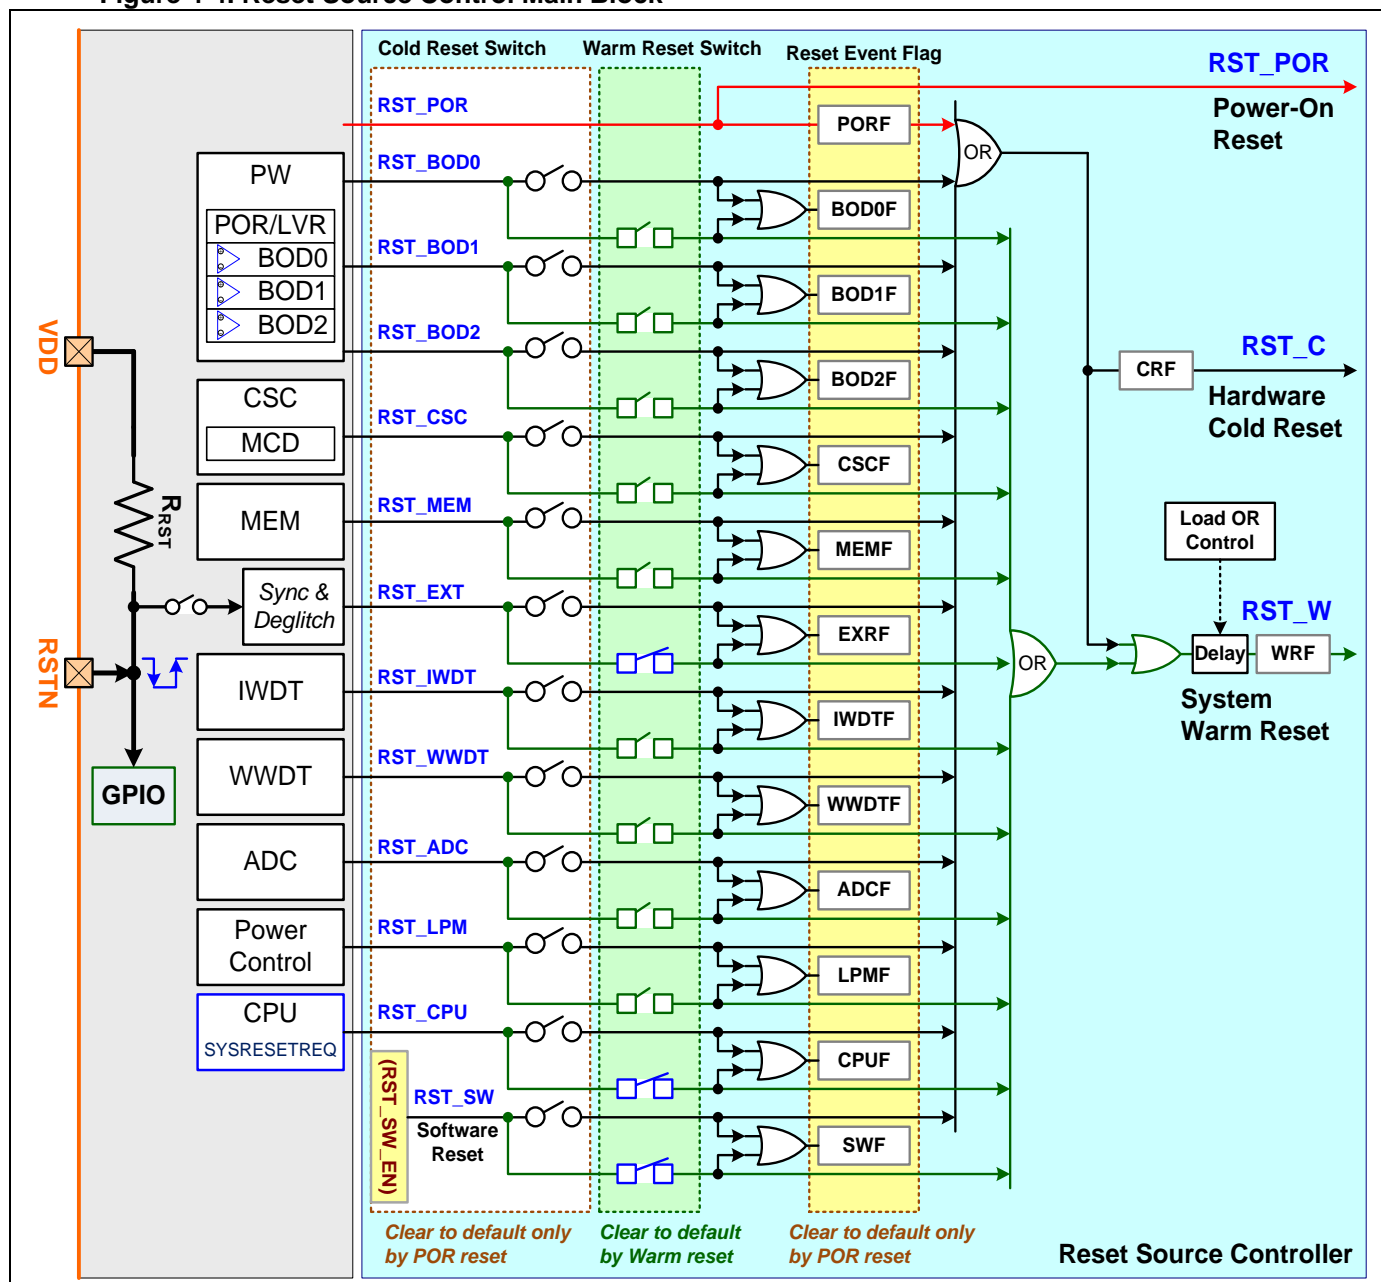 Cold Reset Switch
Warm Reset Switch
Reset Event Flag
RST_POR
Power-On
Reset
RST_POR
PORF
OR
PW
POR/LVR
BOD0
BOD1
BOD2
RST_BOD0
BOD0F
RST_BOD1
BOD1F
RST_BOD2
BOD2F
VDD
RST_C
CRF
Hardware
Cold Reset
CSC
MCD
RST_CSC
CSCF
RRST
MEM
RST_MEM
MEMF
Load OR
Control
Sync &
Deglitch
RST_EXT
EXRF
RST_W
OR
Delay
WRF
System
Warm Reset
RSTN
IWDT
RST_IWDT
IWDTF
GPIO
WWDT
RST_WWDT
WWDTF
ADC
RST_ADC
ADCF
Power
Control
RST_LPM
LPMF
CPU
SYSRESETREQ
RST_CPU
CPUF
(RST_SW_EN)
RST_SW
Software
Reset
SWF
Clear to default only
by POR reset
Clear to default
by Warm reset
Clear to default only
by POR reset
Reset Source Controller